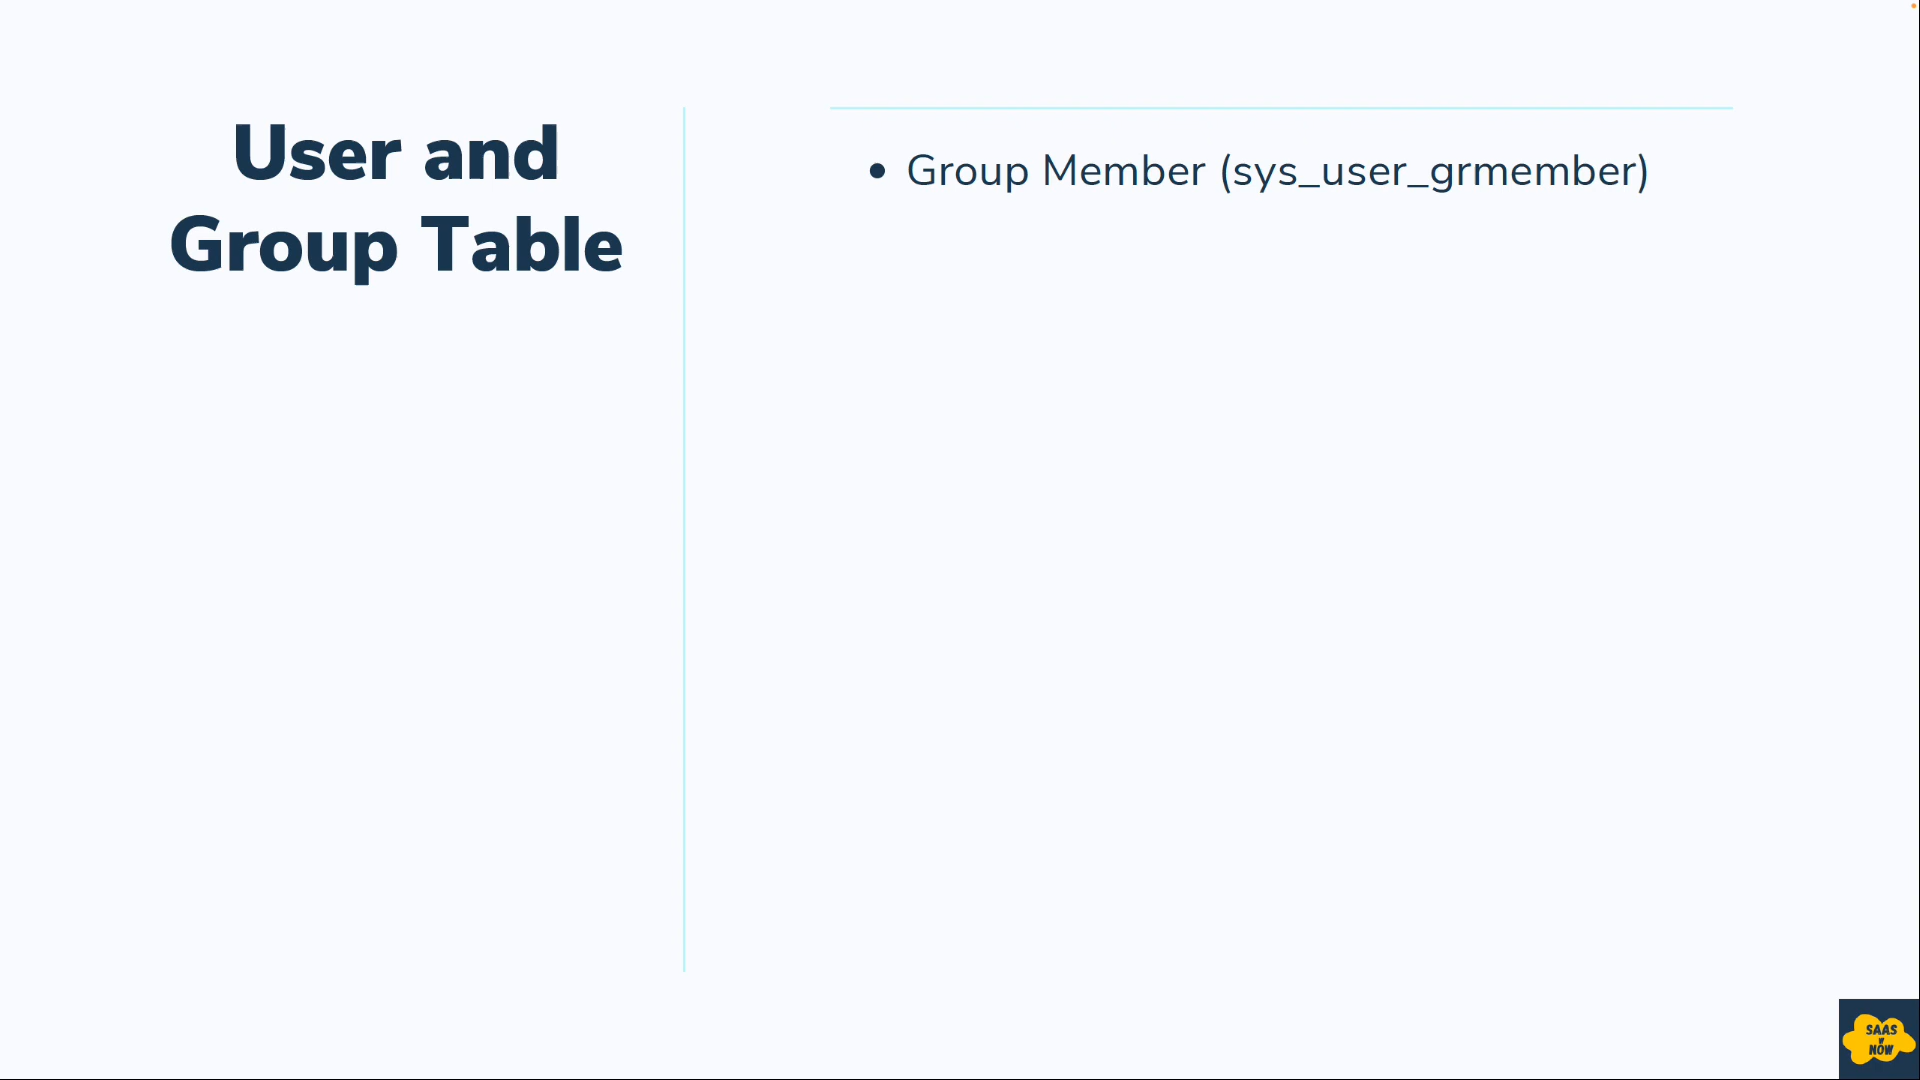 User and
Group Table
• Group Member (sys_user_grmember)
SAAS
W
NOW